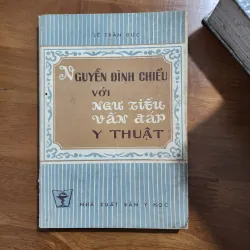 LÊ TRẦN ĐỨC
NGUYỄN ĐÌNH CHIỂU
VỚI
NGƯ TIỀU
VẤN ĐÁP
Y THUẬT
NHÀ XUẤT BẢN Y HỌC